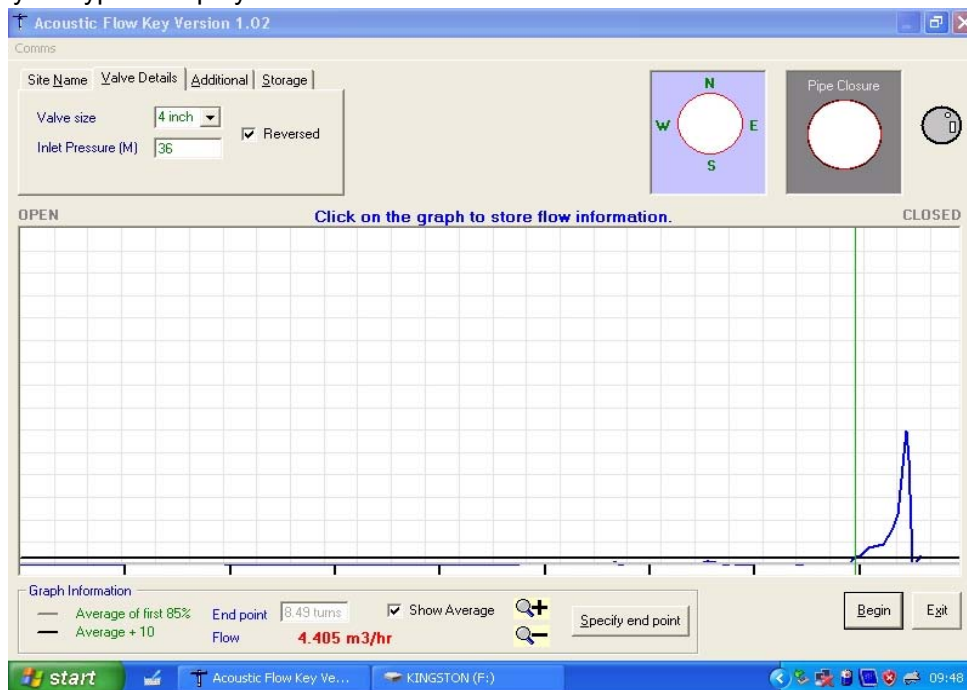 Acoustic Flow Key Version 1.02
Comms
Site Name Valve Details Additional Storage
Valve size 4 inch Reversed
Inlet Pressure (M) 36
N
W E
S
Pipe Closure
OPEN Click on the graph to store flow information. CLOSED
Graph Information
Average of first 85% End point 8.49 turns Show Average Specify end point Begin Exit
Average + 10 Flow 4.405 m3/hr
start Acoustic Flow Key Ve... KINGSTON (F:) 09:48